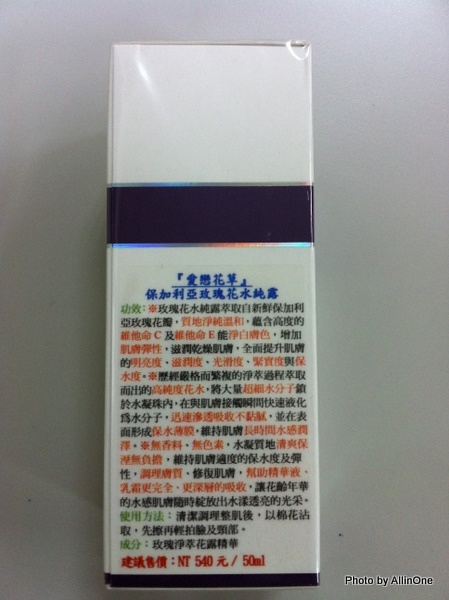 『愛戀花草』
保加利亞玫瑰花水純露
功效：※玫瑰花水純露萃取自新鮮保加利
亞玫瑰花瓣，質地淨純溫和，蘊含高度的
維他命 C 及維他命 E 能淨白膚色，增加
肌膚彈性，滋潤乾燥肌膚，全面提升肌膚
的明亮度、滋潤度、光滑度、緊實度與保
水度。※歷經嚴格而繁複的淨萃過程萃取
而出的高純度花水，將大量超細水分子鎖
於水凝珠內，在與肌膚接觸瞬間快速液化
為水分子，迅速滲透吸收不黏膩，並在表
面形成保水薄膜，維持肌膚長時間水感潤
澤。※無香料、無色素，水凝質地清爽保
溼無負擔，維持肌膚適度的保水度及彈
性，調理膚質、修復肌膚，幫助精華液、
乳霜更完全、更深層的吸收，讓花齡年華
的水感肌膚隨時綻放出水漾透亮的光采。
使用方法：清潔調理整肌後，以棉花沾
取，先擦再輕拍臉及頸部。
成分：玫瑰淨萃花露精華
建議售價：NT 540 元 / 50ml
Photo by AllinOne